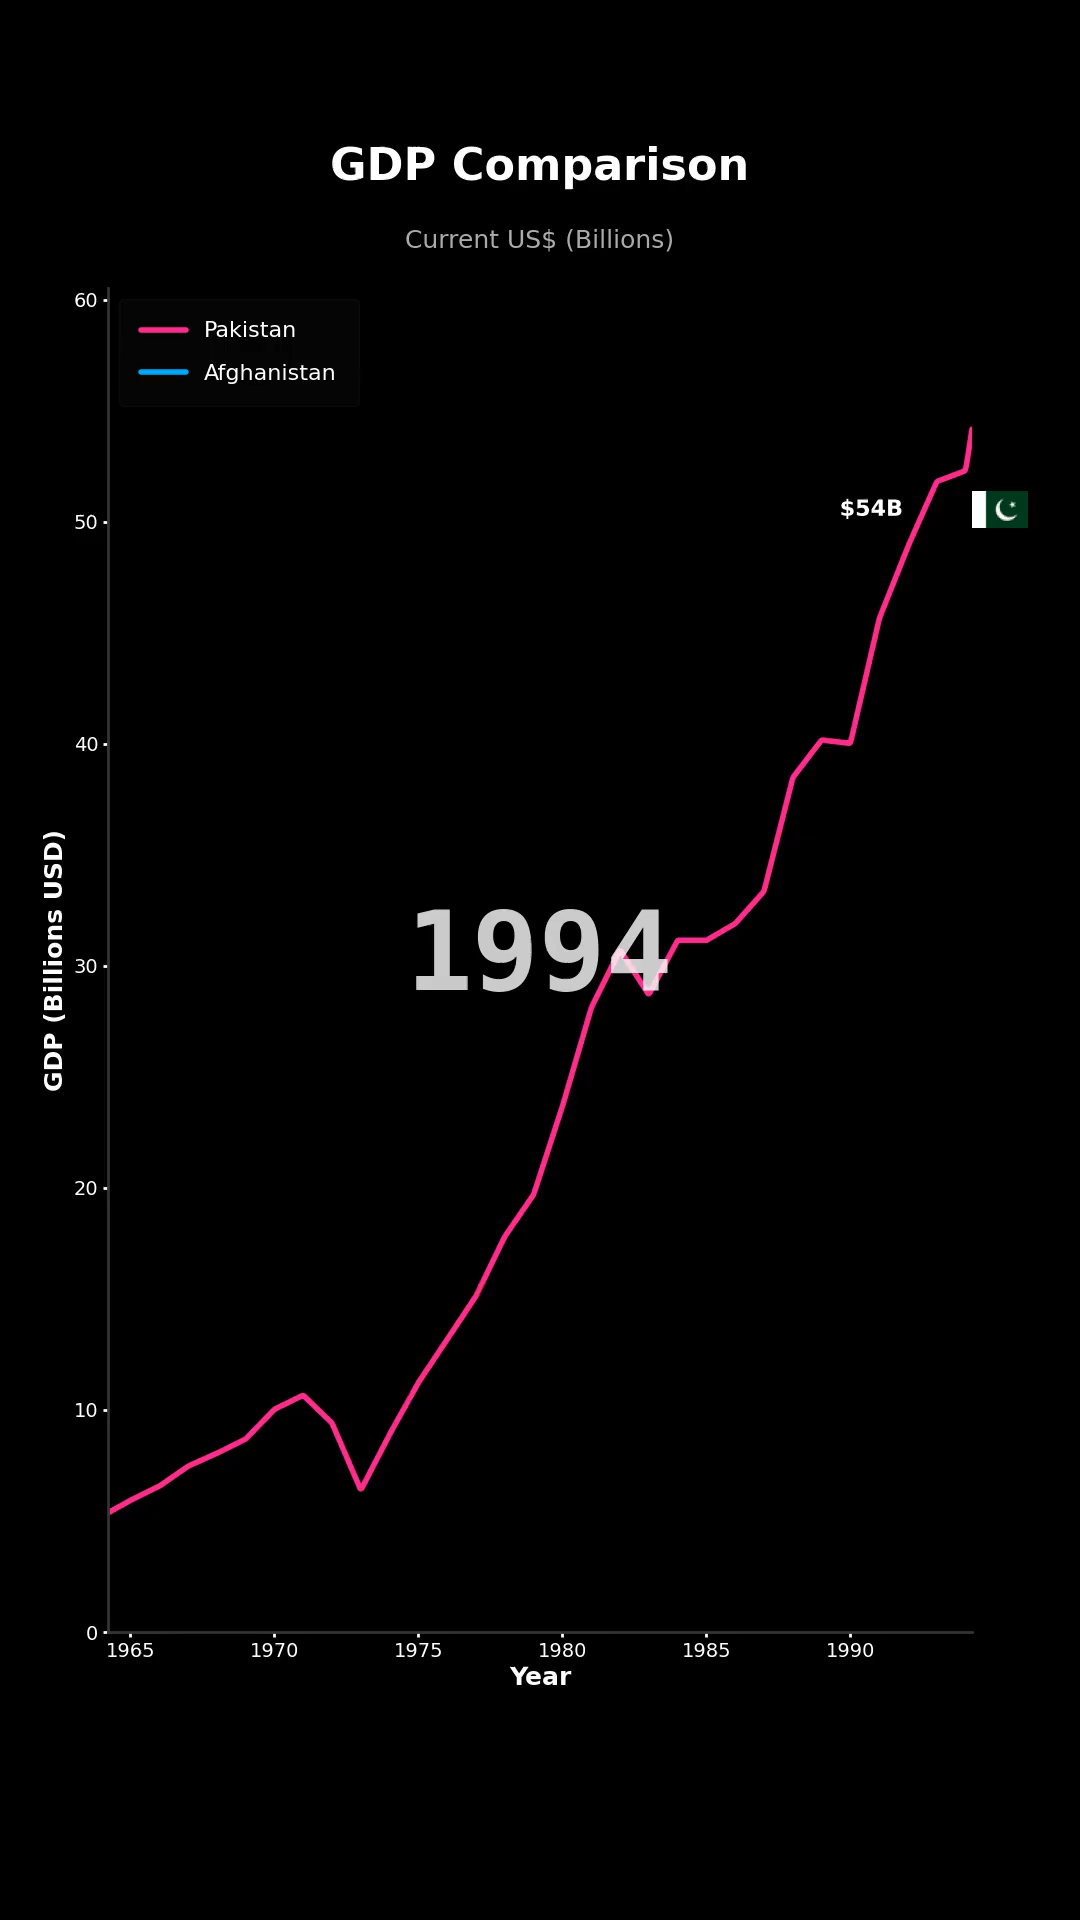 GDP Comparison
Current US$ (Billions)
60
Pakistan
Afghanistan
$54B
50
40
1994
30
GDP (Billions USD)
20
10
0
1965 1970 1975 1980 1985 1990
Year